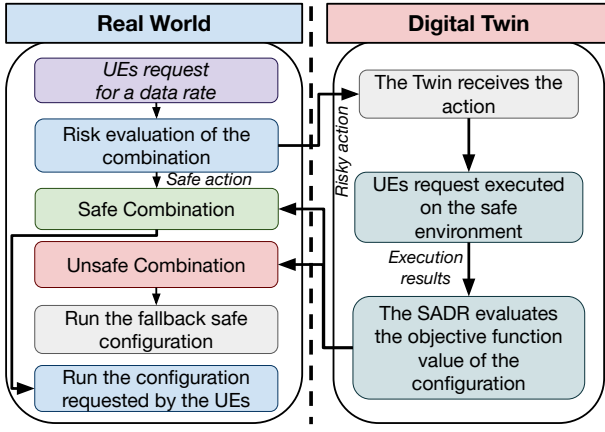 Real World
UEs request
for a data rate
Risk evaluation of the
combination
Safe action
Safe Combination
Unsafe Combination
Run the fallback safe
configuration
Run the configuration
requested by the UEs
Digital Twin
The Twin receives the
action
Risky action
UEs request executed
on the safe
environment
Execution
results
The SADR evaluates
the objective function
value of the
configuration